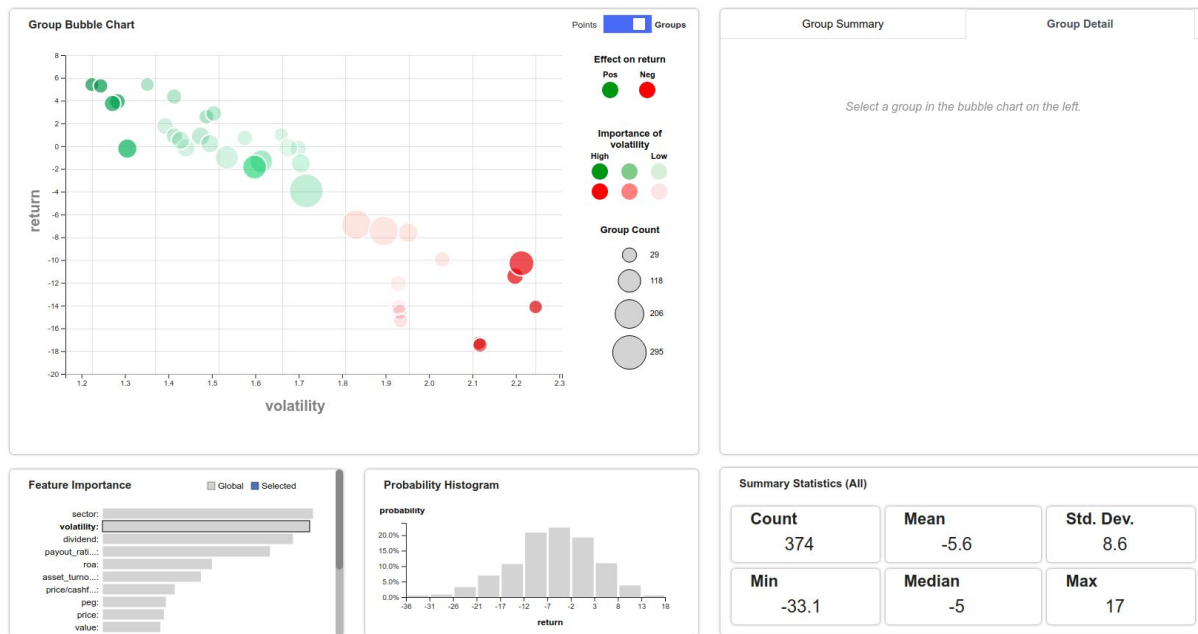 Group Bubble Chart
Points
Groups
Group Summary
Group Detail
8
6
4
2
0
-2
-4
-6
-8
-10
-12
-14
-16
-18
-20
return
1.2 1.3 1.4 1.5 1.6 1.7 1.8 1.9 2.0 2.1 2.2 2.3
volatility
Effect on return
Pos Neg
Importance of
volatility
High Low
Group Count
29
118
206
295
Select a group in the bubble chart on the left.
Feature Importance
Global Selected
sector:
volatility:
dividend:
payout_rati...:
roa:
asset_turno...:
price/cashf...:
peg:
price:
value:
Probability Histogram
probability
20.0%
15.0%
10.0%
5.0%
0.0%
-36 -31 -26 -21 -17 -12 -7 -2 3 8 13 18
return
Summary Statistics (All)
Count
374
Mean
-5.6
Std. Dev.
8.6
Min
-33.1
Median
-5
Max
17